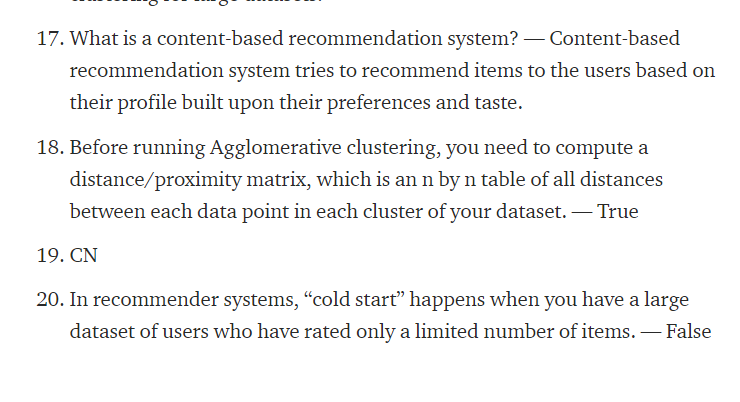 17. What is a content-based recommendation system? — Content-based
recommendation system tries to recommend items to the users based on
their profile built upon their preferences and taste.
18. Before running Agglomerative clustering, you need to compute a
distance/proximity matrix, which is an n by n table of all distances
between each data point in each cluster of your dataset. — True
19. CN
20. In recommender systems, “cold start” happens when you have a large
dataset of users who have rated only a limited number of items. — False